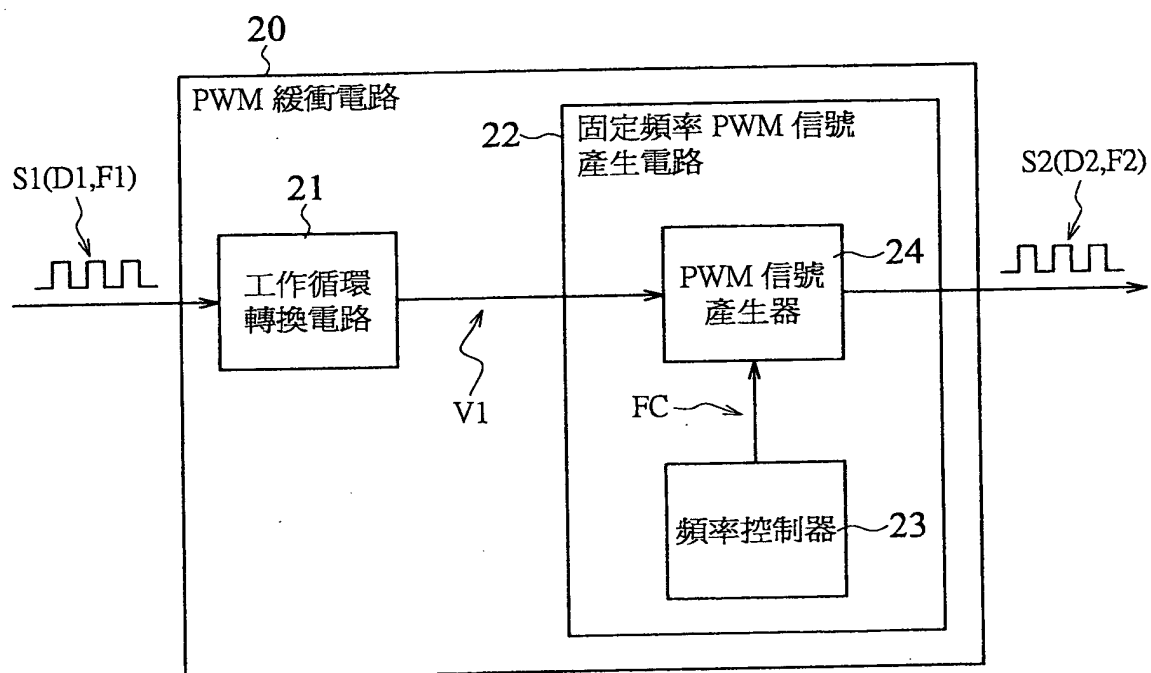 20
PWM 緩衝電路
22
固定頻率 PWM 信號
產生電路
S1(D1,F1)
S2(D2,F2)
21
工作循環
轉換電路
24
PWM 信號
產生器
V1
FC
頻率控制器
23